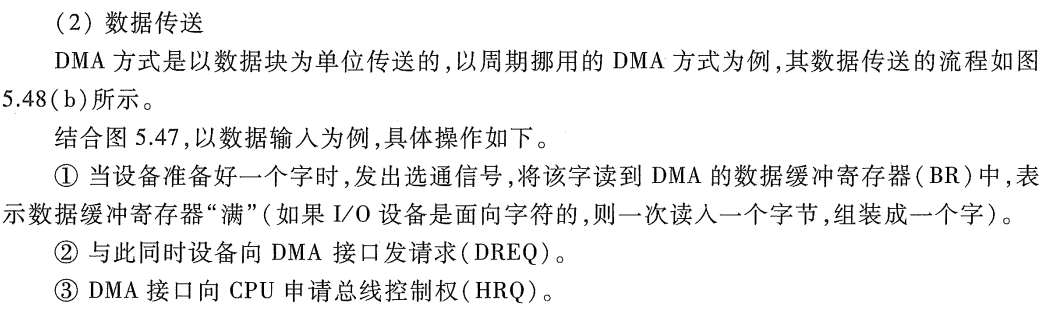 (2) 数据传送
DMA 方式是以数据块为单位传送的,以周期挪用的 DMA 方式为例,其数据传送的流程如图
5.48(b)所示。
结合图 5.47,以数据输入为例,具体操作如下。
① 当设备准备好一个字时,发出选通信号,将该字读到 DMA 的数据缓冲寄存器(BR)中,表
示数据缓冲寄存器“满”(如果 I/O 设备是面向字符的,则一次读入一个字节,组装成一个字)。
② 与此同时设备向 DMA 接口发请求(DREQ)。
③ DMA 接口向 CPU 申请总线控制权(HRQ)。